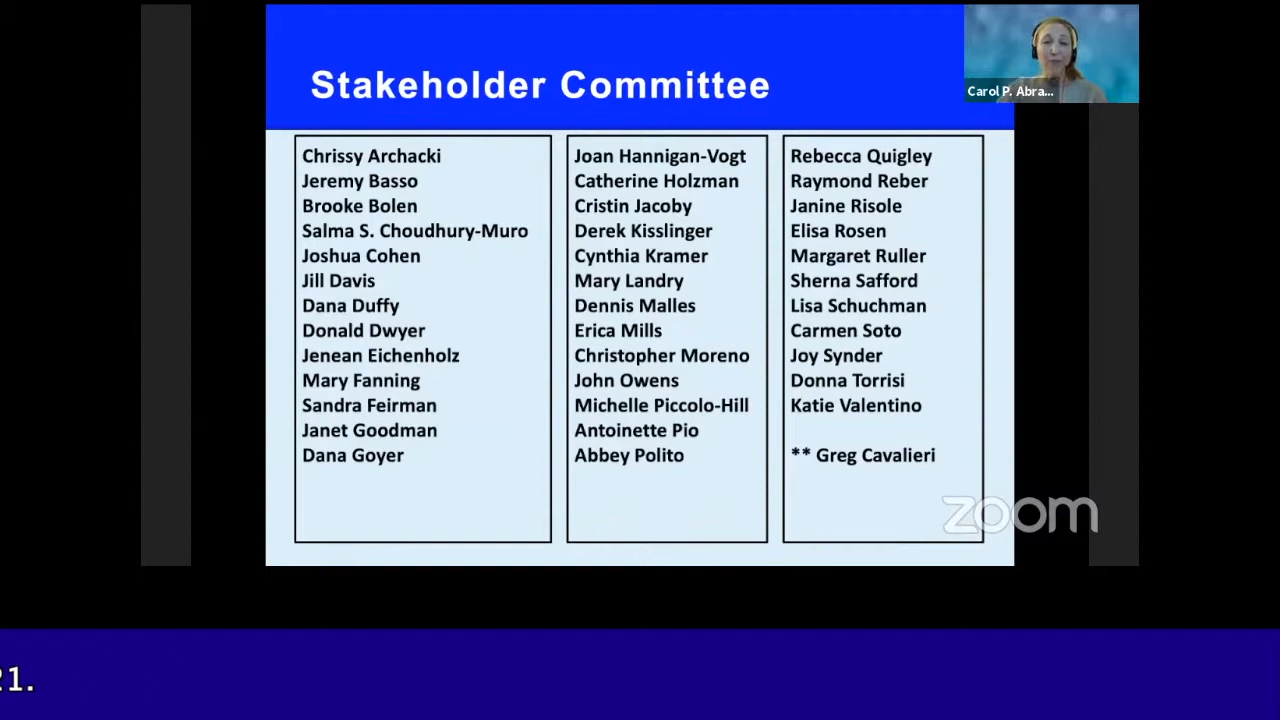 Stakeholder Committee
Carol P. Abra...
Chrissy Archacki
Jeremy Basso
Brooke Bolen
Salma S. Choudhury-Muro
Joshua Cohen
Jill Davis
Dana Duffy
Donald Dwyer
Jenean Eichenholz
Mary Fanning
Sandra Feirman
Janet Goodman
Dana Goyer
Joan Hannigan-Vogt
Catherine Holzman
Cristin Jacoby
Derek Kisslinger
Cynthia Kramer
Mary Landry
Dennis Malles
Erica Mills
Christopher Moreno
John Owens
Michelle Piccolo-Hill
Antoinette Pio
Abbey Polito
Rebecca Quigley
Raymond Reber
Janine Risole
Elisa Rosen
Margaret Ruller
Sherna Safford
Lisa Schuchman
Carmen Soto
Joy Synder
Donna Torrisi
Katie Valentino
** Greg Cavalieri
zoom
21.